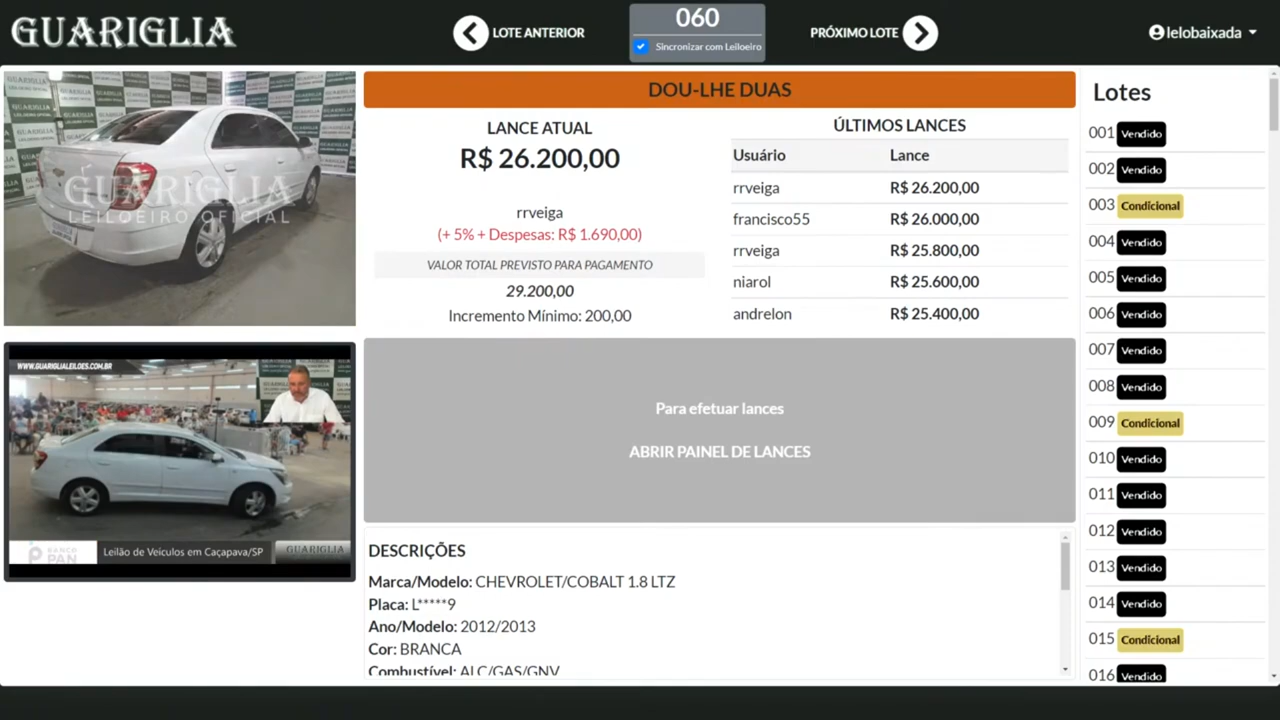 GUARIGLIA
LOTE ANTERIOR
060
Sincronizar com Leiloeiro
PRÓXIMO LOTE
lelobaixada
GUARIGLIA
LEILOEIRO OFICIAL
DOU-LHE DUAS
LANCE ATUAL
R$ 26.200,00
rrveiga
(+ 5% + Despesas: R$ 1.690,00)
VALOR TOTAL PREVISTO PARA PAGAMENTO
29.200,00
Incremento Mínimo: 200,00
ÚLTIMOS LANCES
Usuário Lance
rrveiga R$ 26.200,00
francisco55 R$ 26.000,00
rrveiga R$ 25.800,00
niarol R$ 25.600,00
andrelon R$ 25.400,00
WWW.GUARIGLIALEILOES.COM.BR
BANCO
PAN
Leilão de Veículos em Caçapava/SP
GUARIGLIA
Para efetuar lances
ABRIR PAINEL DE LANCES
DESCRIÇÕES
Marca/Modelo: CHEVROLET/COBALT 1.8 LTZ
Placa: L*****9
Ano/Modelo: 2012/2013
Cor: BRANCA
Combustível: ALC/GAS/GNV
Lotes
001 Vendido
002 Vendido
003 Condicional
004 Vendido
005 Vendido
006 Vendido
007 Vendido
008 Vendido
009 Condicional
010 Vendido
011 Vendido
012 Vendido
013 Vendido
014 Vendido
015 Condicional
016 Vendido